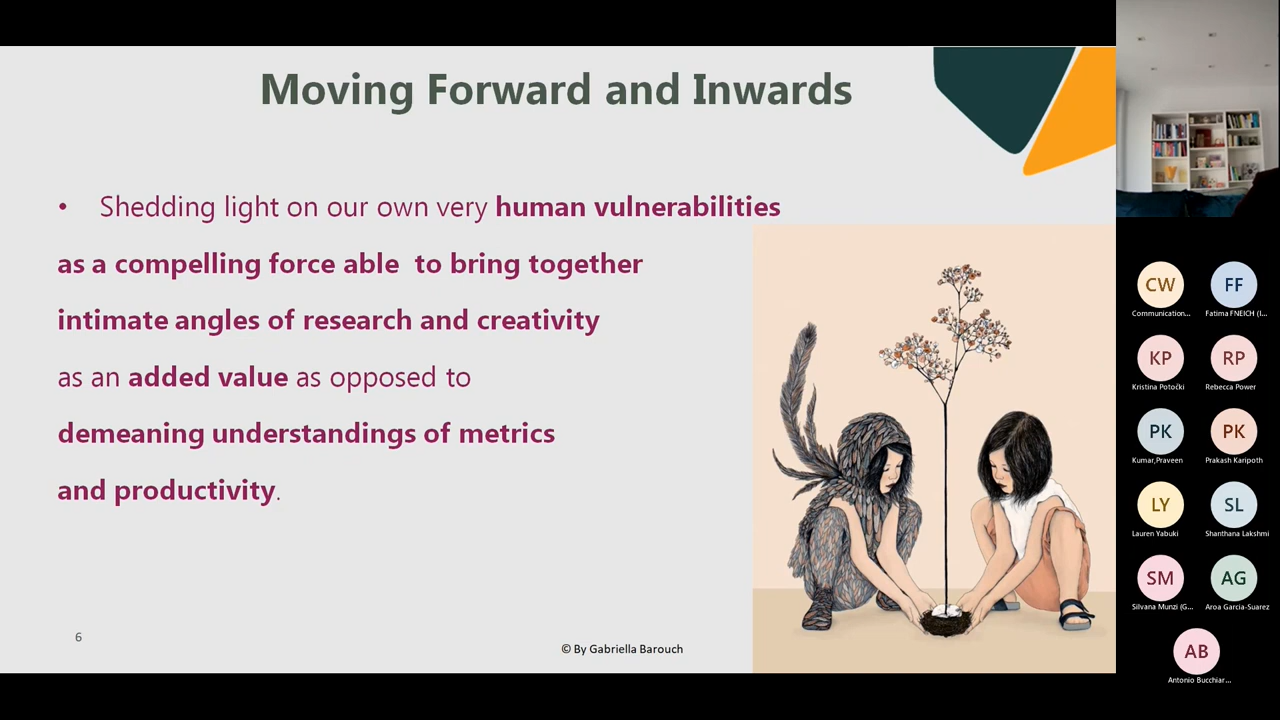 Moving Forward and Inwards
• Shedding light on our own very human vulnerabilities
as a compelling force able to bring together
intimate angles of research and creativity
as an added value as opposed to
demeaning understandings of metrics
and productivity.
6
© By Gabriella Barouch
CW
FF
Communication...
Fatima FNEICH (I...
KP
RP
Kristina Potočki
Rebecca Power
PK
PK
Kumar,Praveen
Prakash Karipoth
LY
SL
Lauren Yabuki
Shanthana Lakshmi
SM
AG
Silvana Munzi (G...
Aroa Garcia-Suarez
AB
Antonio Bucchiar...